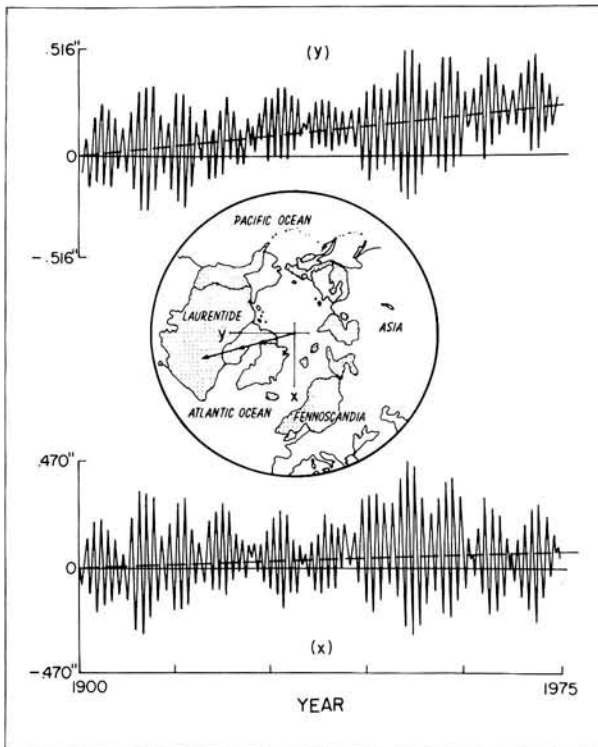 .516"
(y)
0
-.516"
PACIFIC OCEAN
LAURENTIDE
ASIA
y
x
ATLANTIC OCEAN
FENNOSCANDIA
.470"
0
(x)
-.470"
1900
1975
YEAR